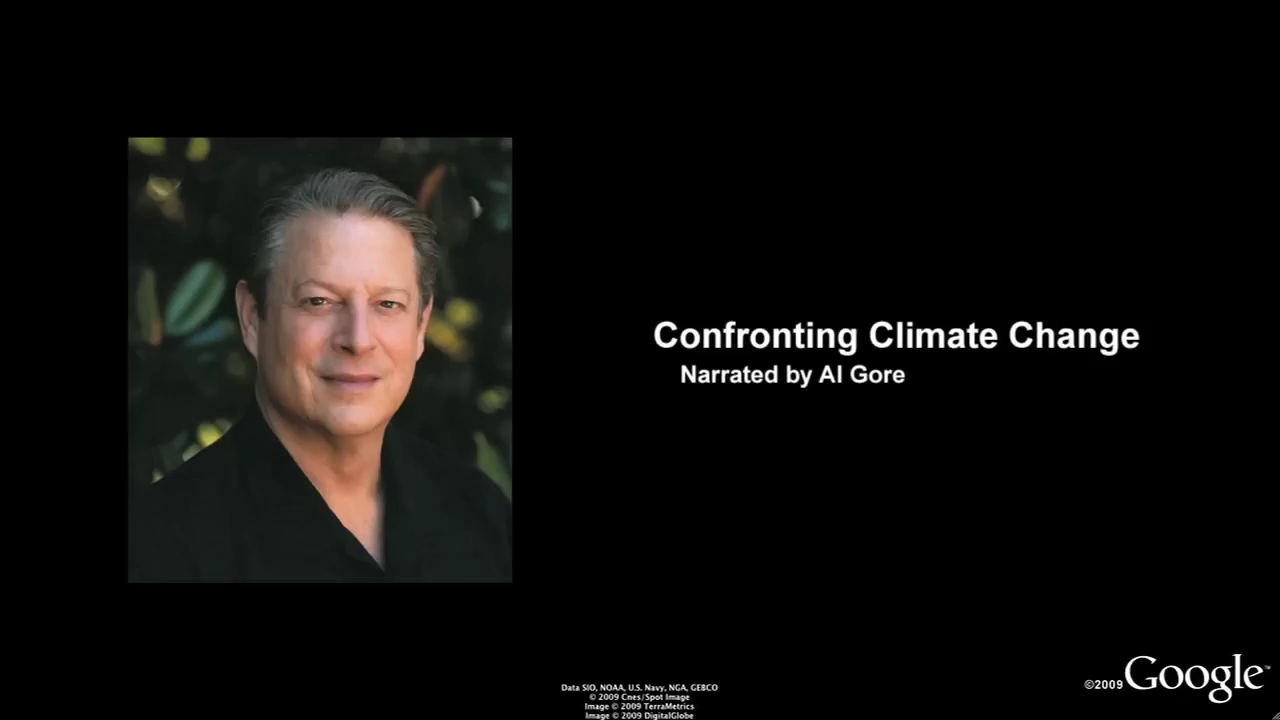 Confronting Climate Change
Narrated by Al Gore
Data SIO, NOAA, U.S. Navy, NGA, GEBCO
© 2009 Cnes/Spot Image
Image © 2009 TerraMetrics
Image © 2009 DigitalGlobe
©2009 Google™